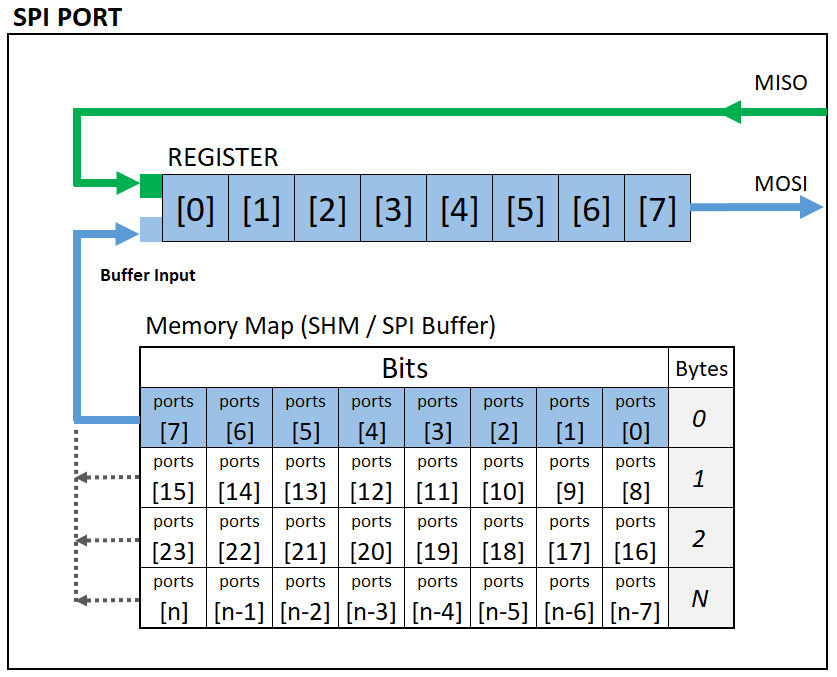 SPI PORT
MISO
REGISTER
MOSI
[0] [1] [2] [3] [4] [5] [6] [7]
Buffer Input
Memory Map (SHM / SPI Buffer)
Bits Bytes
ports ports ports ports ports ports ports ports
[7] [6] [5] [4] [3] [2] [1] [0] 0
ports ports ports ports ports ports ports ports
[15] [14] [13] [12] [11] [10] [9] [8] 1
ports ports ports ports ports ports ports ports
[23] [22] [21] [20] [19] [18] [17] [16] 2
ports ports ports ports ports ports ports ports
[n] [n-1] [n-2] [n-3] [n-4] [n-5] [n-6] [n-7] N